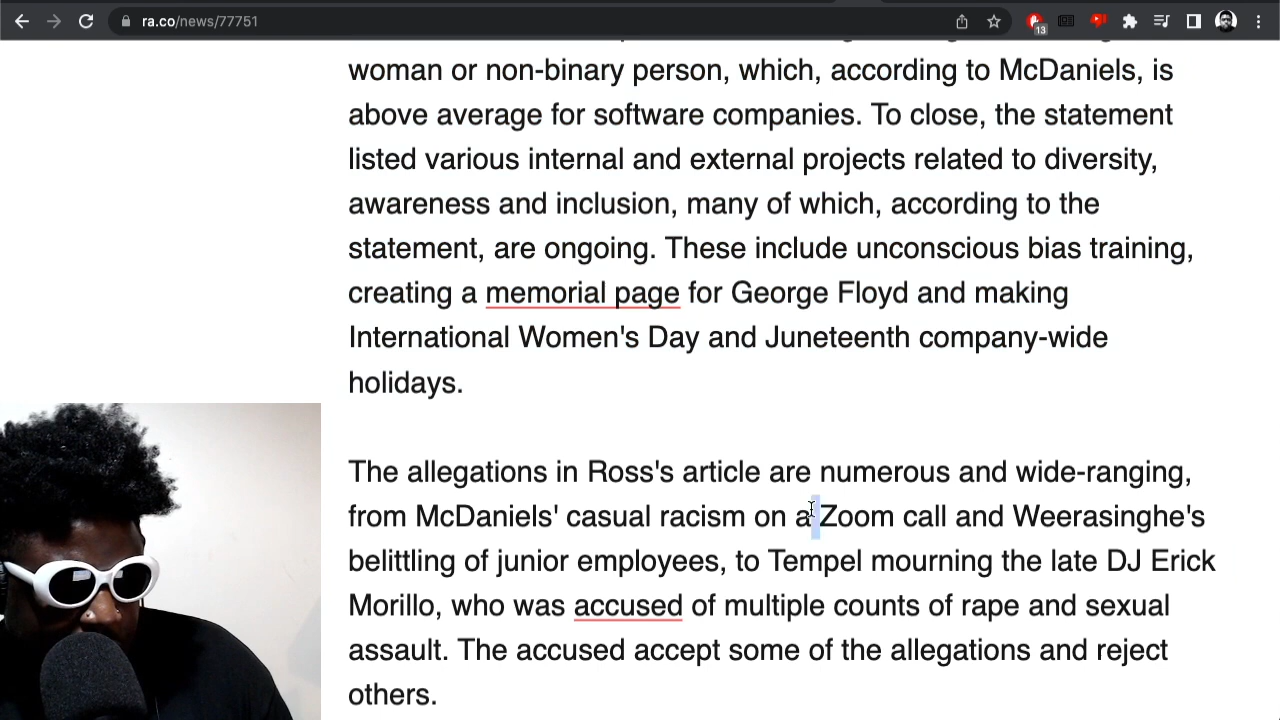 ra.co/news/77751
13
woman or non-binary person, which, according to McDaniels, is
above average for software companies. To close, the statement
listed various internal and external projects related to diversity,
awareness and inclusion, many of which, according to the
statement, are ongoing. These include unconscious bias training,
creating a memorial page for George Floyd and making
International Women's Day and Juneteenth company-wide
holidays.
The allegations in Ross's article are numerous and wide-ranging,
from McDaniels' casual racism on a Zoom call and Weerasinghe's
belittling of junior employees, to Tempel mourning the late DJ Erick
Morillo, who was accused of multiple counts of rape and sexual
assault. The accused accept some of the allegations and reject
others.